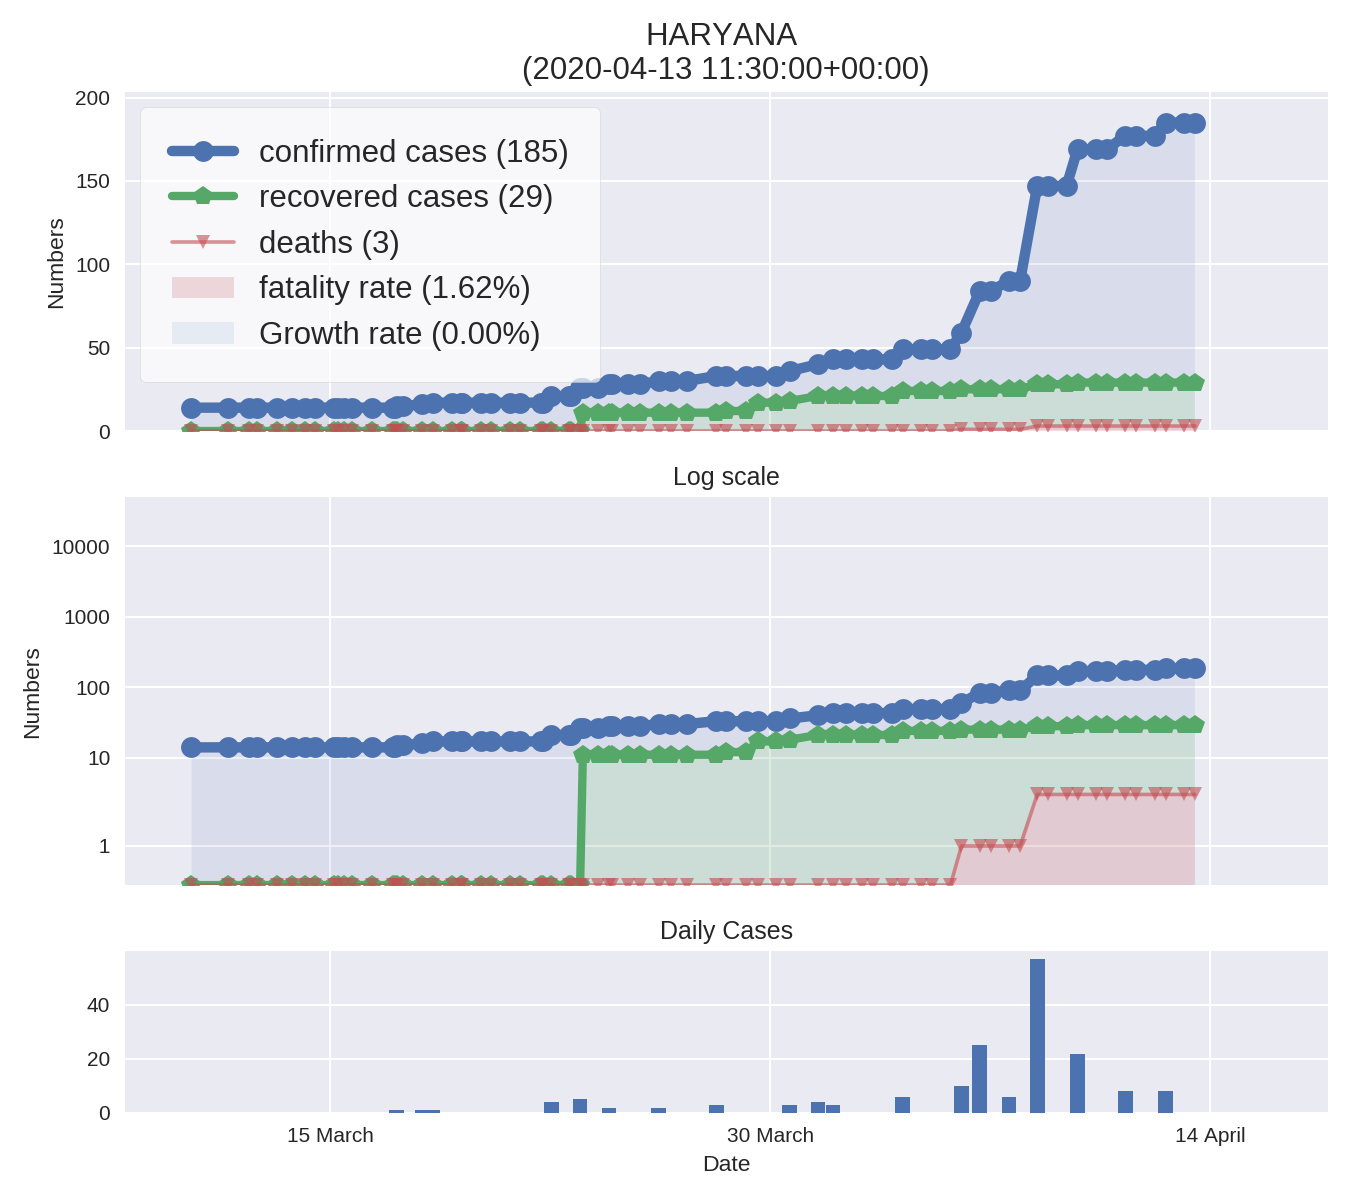 HARYANA
(2020-04-13 11:30:00+00:00)
200
150
100
50
0
Numbers
confirmed cases (185)
recovered cases (29)
deaths (3)
fatality rate (1.62%)
Growth rate (0.00%)
Log scale
10000
1000
100
10
1
Numbers
Daily Cases
40
20
0
15 March
30 March
14 April
Date